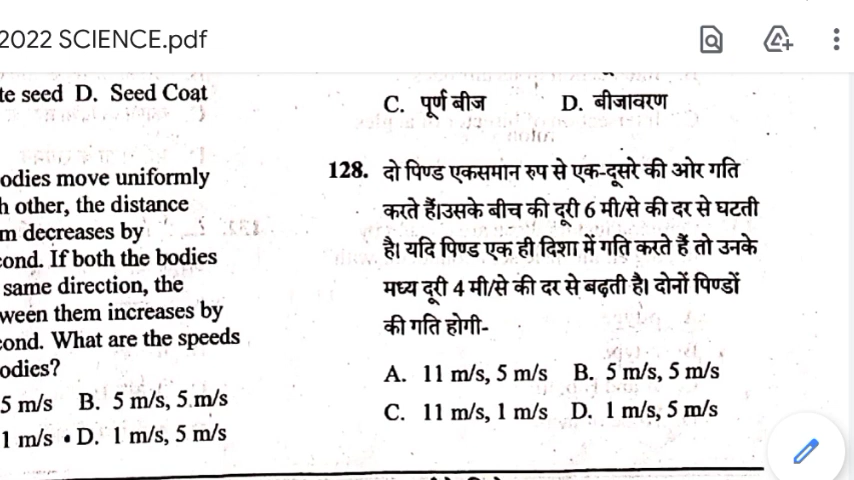 2022 SCIENCE.pdf
te seed D. Seed Coat
odies move uniformly
h other, the distance
m decreases by
cond. If both the bodies
same direction, the
ween them increases by
cond. What are the speeds
odies?
5 m/s B. 5 m/s, 5 m/s
1 m/s • D. 1 m/s, 5 m/s
C. पूर्ण बीज D. बीजावरण
128. दो पिण्ड एकसमान रुप से एक-दूसरे की ओर गति
करते हैं।उसके बीच की दूरी 6 मी/से की दर से घटती
है। यदि पिण्ड एक ही दिशा में गति करते हैं तो उनके
मध्य दूरी 4 मी/से की दर से बढ़ती है। दोनों पिण्डों
की गति होगी-
A. 11 m/s, 5 m/s B. 5 m/s, 5 m/s
C. 11 m/s, 1 m/s D. 1 m/s, 5 m/s